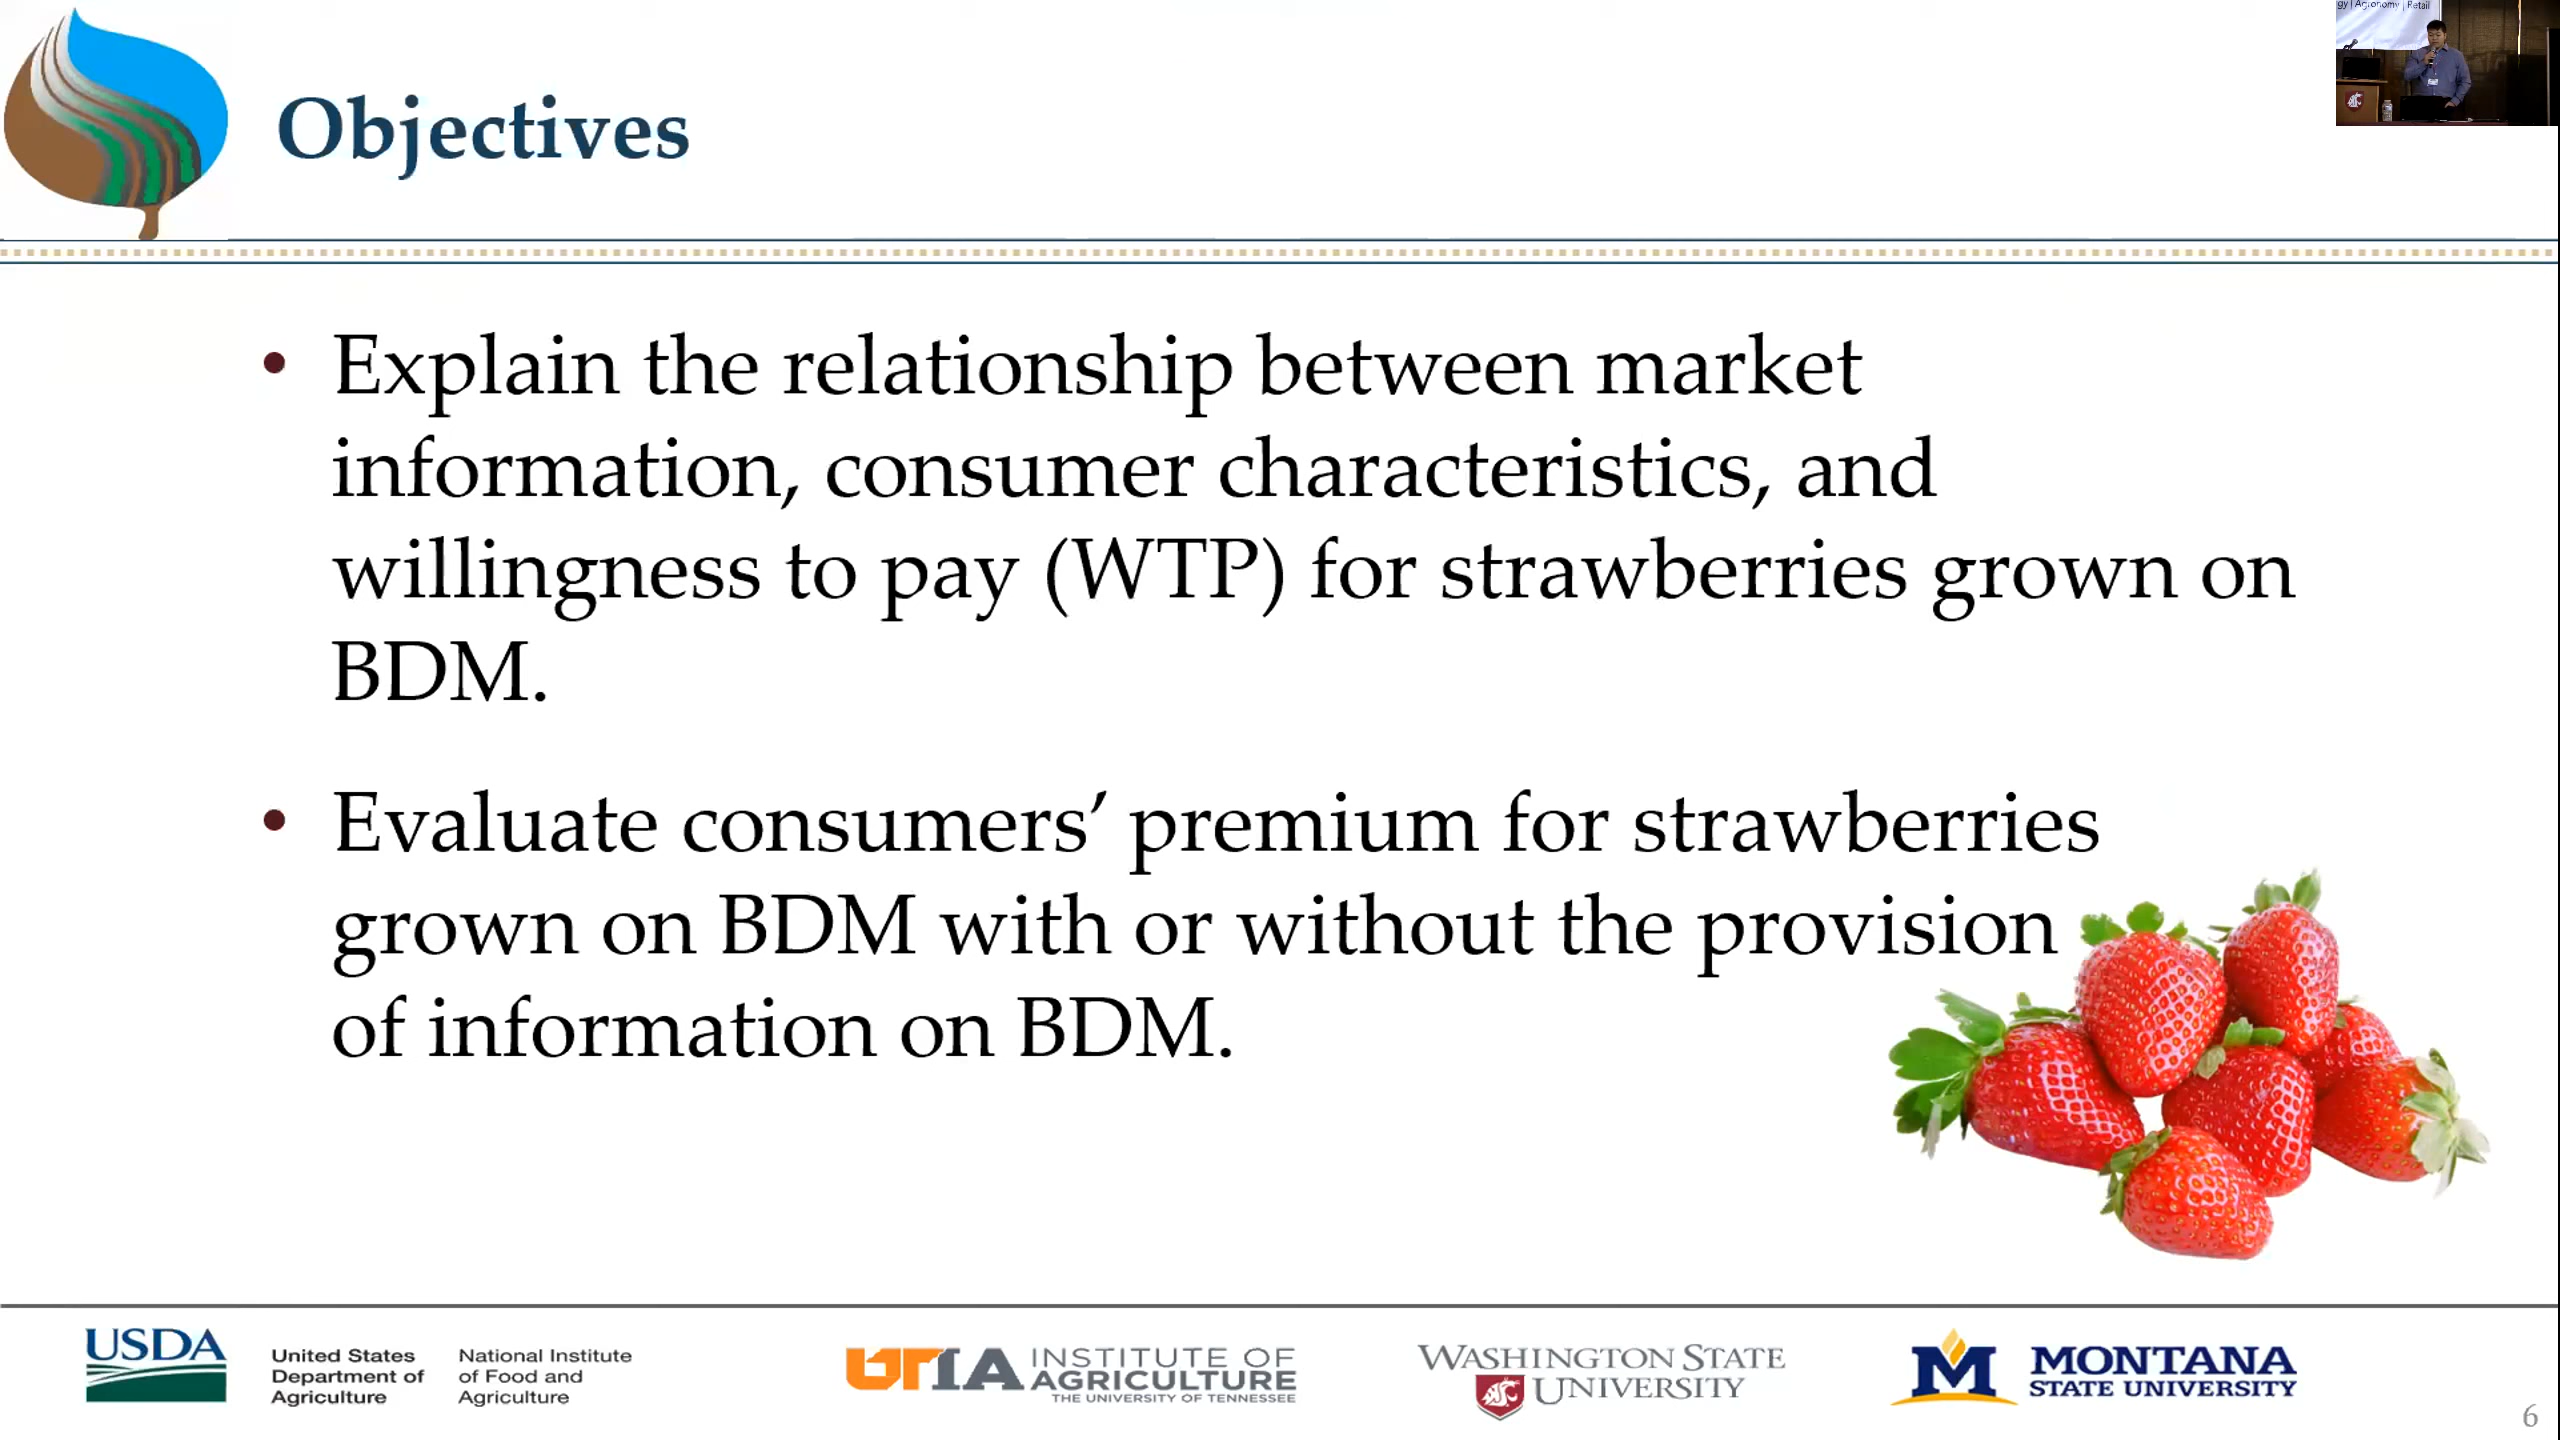 gy | Agronomy | Retail
Objectives
• Explain the relationship between market
information, consumer characteristics, and
willingness to pay (WTP) for strawberries grown on
BDM.
• Evaluate consumers’ premium for strawberries
grown on BDM with or without the provision
of information on BDM.
USDA
United States
Department of
Agriculture
National Institute
of Food and
Agriculture
UTIA INSTITUTE OF
AGRICULTURE
THE UNIVERSITY OF TENNESSEE
WASHINGTON STATE
UNIVERSITY
M MONTANA
STATE UNIVERSITY
6